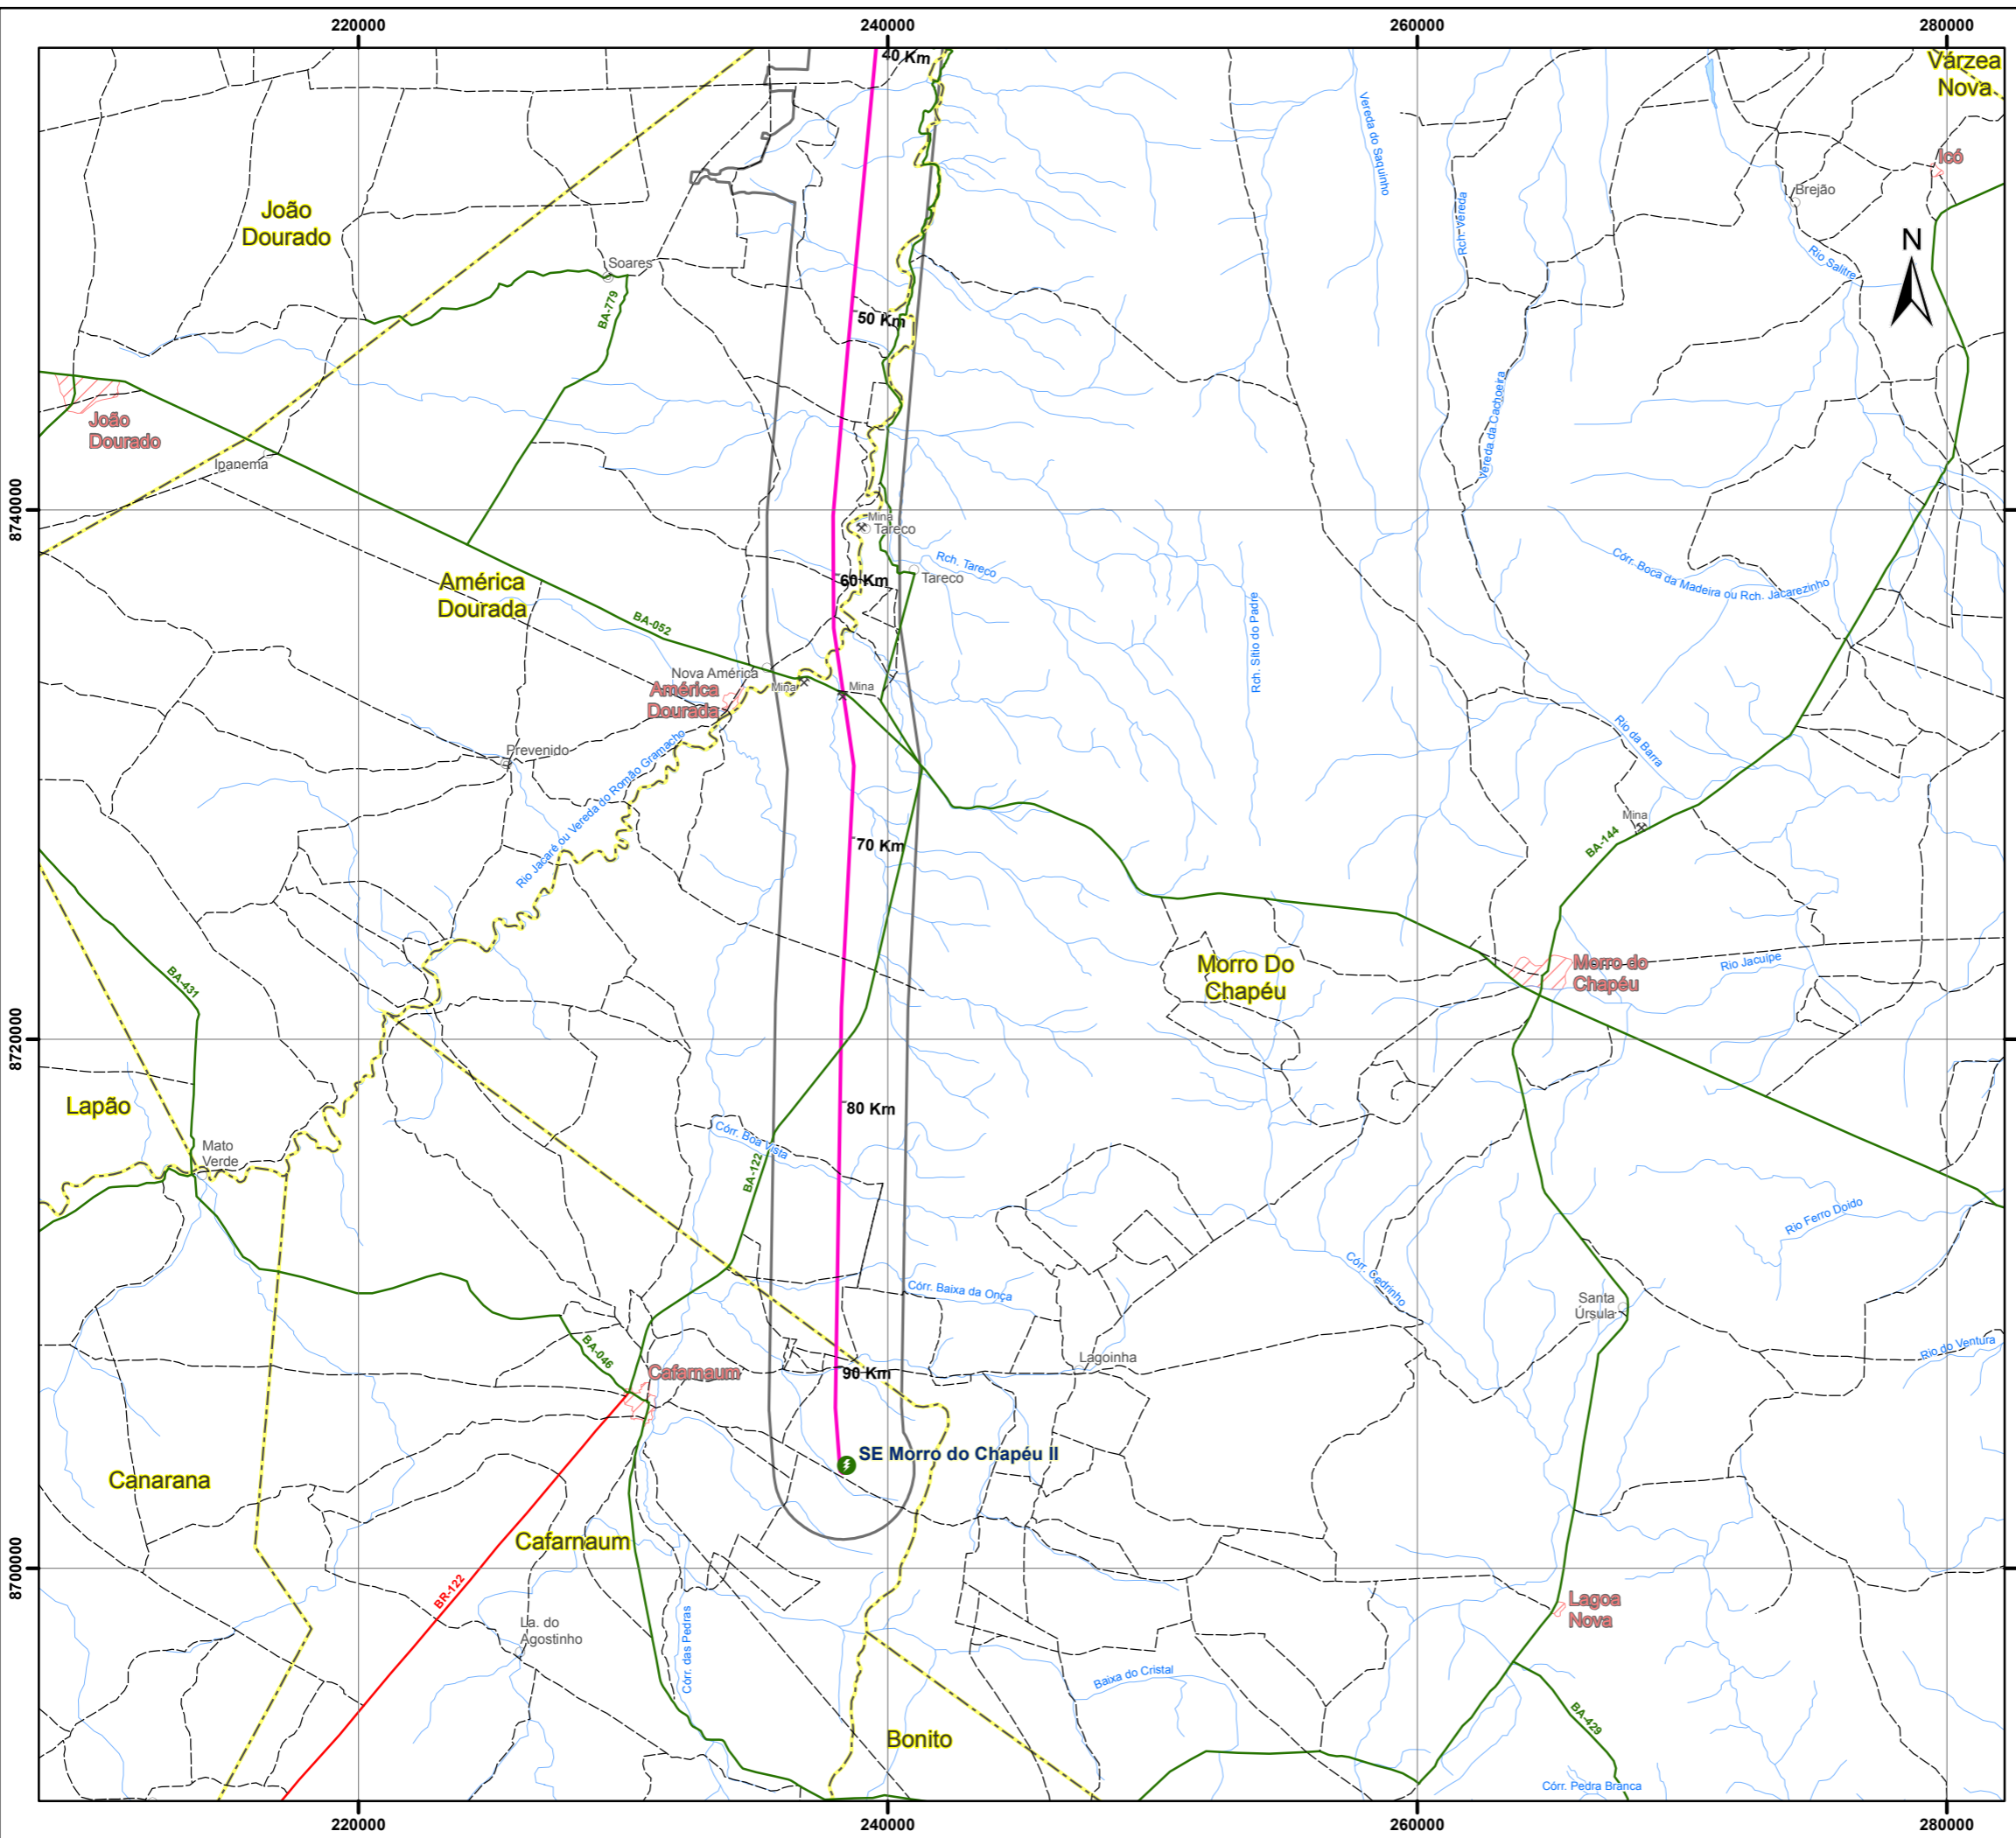 220000
240000
260000
280000
40 Km
Várzea
Nova
Vereda do Saquinho
Icó
Brejão
Rch. Vereda
João
Dourado
N
Rio Salitre
Soares
BA-779
50 Km
Vereda da Cachoeira
João
Dourado
Ipanema
8740000
Mina
Tareco
Rch. Tareco
Tareco
Córr. Boca da Madeira ou Rch. Jacarezinho
América
Dourada
60 Km
BA-052
Rch. Sítio do Padre
Nova América
Mina
Mina
América
Dourada
Rio da Barra
Prevenido
Rio Jacaré ou Vereda do Romão Gramacho
Mina
BA-144
70 Km
Morro Do
Chapéu
Morro do
Chapéu
Rio Jacuípe
BA-431
8720000
Lapão
80 Km
Mato
Verde
Córr. Boa Vista
BA-122
Rio Ferro Doido
Córr. Cedrinho
Córr. Baixa da Onça
Santa
Úrsula
BA-046
Lagoinha
Rio do Ventura
Cafarnaum
90 Km
SE Morro do Chapéu II
Canarana
Cafarnaum
8700000
BR-122
Lagoa
Nova
La. do
Agostinho
Córr. das Pedras
Baixa do Cristal
BA-429
Bonito
Córr. Pedra Branca
220000
240000
260000
280000